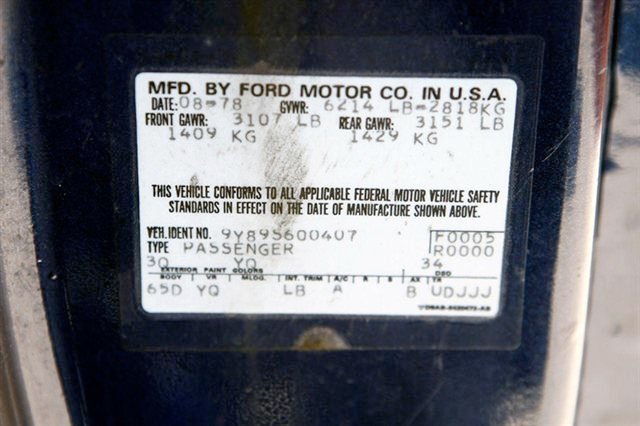 MFD. BY FORD MOTOR CO. IN U.S.A.
DATE: 08-78 GVWR: 6214 LB-2818KG
FRONT GAWR: 3107 LB REAR GAWR: 3151 LB
1409 KG 1429 KG
THIS VEHICLE CONFORMS TO ALL APPLICABLE FEDERAL MOTOR VEHICLE SAFETY
STANDARDS IN EFFECT ON THE DATE OF MANUFACTURE SHOWN ABOVE.
VEH. IDENT NO. 9Y89S600407 F0005
TYPE PASSENGER R0000
3Q YQ 34
EXTERIOR PAINT COLORS DSO
BODY VR MLDG. INT. TRIM A/C R S AX TR
65D YQ LB A B UDJJJ